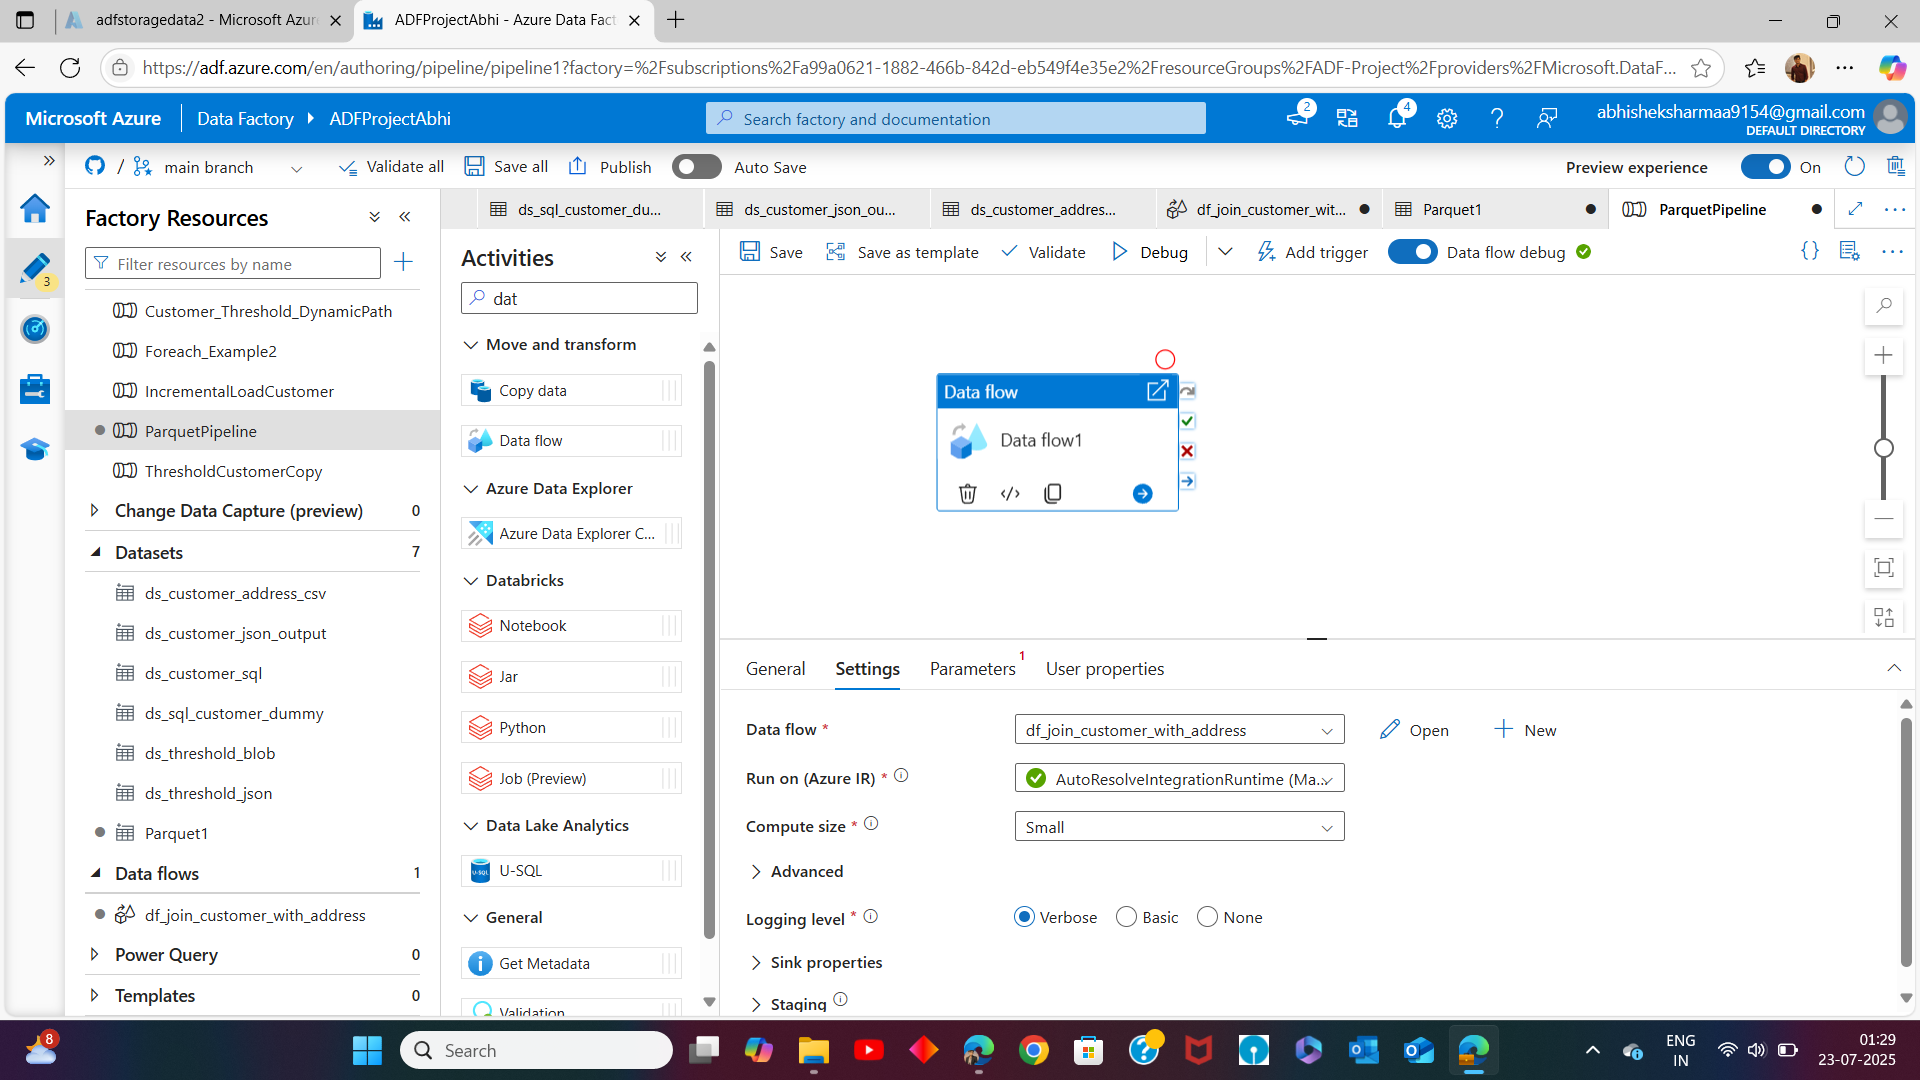 adfstoragedata2 - Microsoft Azur
ADFProjectAbhi - Azure Data Fact
https://adf.azure.com/en/authoring/pipeline/pipeline1?factory=%2Fsubscriptions%2Fa99a0621-1882-466b-842d-eb549f4e35e2%2FresourceGroups%2FADF-Project%2Fproviders%2FMicrosoft.DataF...
Microsoft Azure
Data Factory
ADFProjectAbhi
Search factory and documentation
2
4
abhisheksharmaa9154@gmail.com
DEFAULT DIRECTORY
/
main branch
Validate all
Save all
Publish
Auto Save
Preview experience
On
3
Factory Resources
Filter resources by name
Customer_Threshold_DynamicPath
Foreach_Example2
IncrementalLoadCustomer
ParquetPipeline
ThresholdCustomerCopy
Change Data Capture (preview) 0
Datasets 7
ds_customer_address_csv
ds_customer_json_output
ds_customer_sql
ds_sql_customer_dummy
ds_threshold_blob
ds_threshold_json
Parquet1
Data flows 1
df_join_customer_with_address
Power Query 0
Templates 0
ds_sql_customer_du...
ds_customer_json_ou...
ds_customer_addres...
df_join_customer_wit...
Parquet1
ParquetPipeline
Activities
dat
Move and transform
Copy data
Data flow
Azure Data Explorer
Azure Data Explorer C...
Databricks
Notebook
Jar
Python
Job (Preview)
Data Lake Analytics
U-SQL
U-SQL
General
Get Metadata
Validation
Save
Save as template
Validate
Debug
Add trigger
Data flow debug
{}
Data flow
Data flow1
</>
General
Settings
Parameters 1
User properties
Data flow *
df_join_customer_with_address
Open
New
Run on (Azure IR) *
AutoResolveIntegrationRuntime (Ma...
Compute size *
Small
Advanced
Logging level *
Verbose
Basic
None
Sink properties
Staging
8
Search
ENG
IN
01:29
23-07-2025